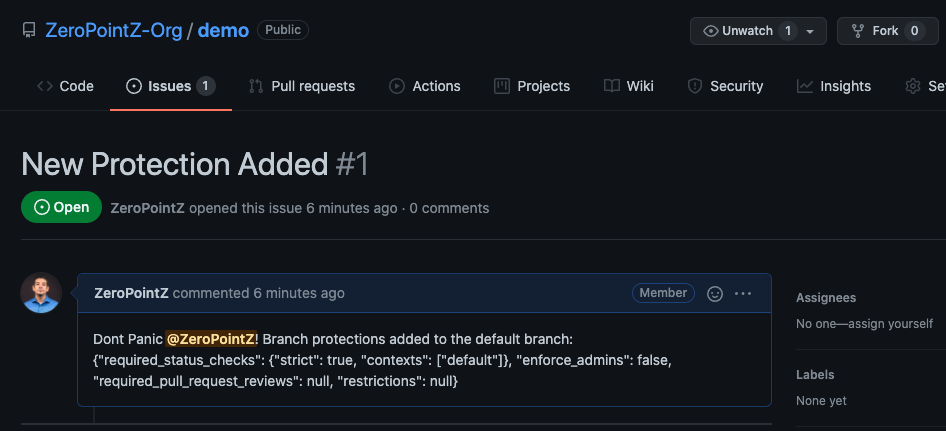 ZeroPointZ-Org / demo Public Unwatch 1 Fork 0
Code Issues 1 Pull requests Actions Projects Wiki Security Insights Se
New Protection Added #1
Open ZeroPointZ opened this issue 6 minutes ago · 0 comments
ZeroPointZ commented 6 minutes ago Member
Dont Panic @ZeroPointZ! Branch protections added to the default branch:
{"required_status_checks": {"strict": true, "contexts": ["default"]}, "enforce_admins": false,
"required_pull_request_reviews": null, "restrictions": null}
Assignees
No one—assign yourself
Labels
None yet